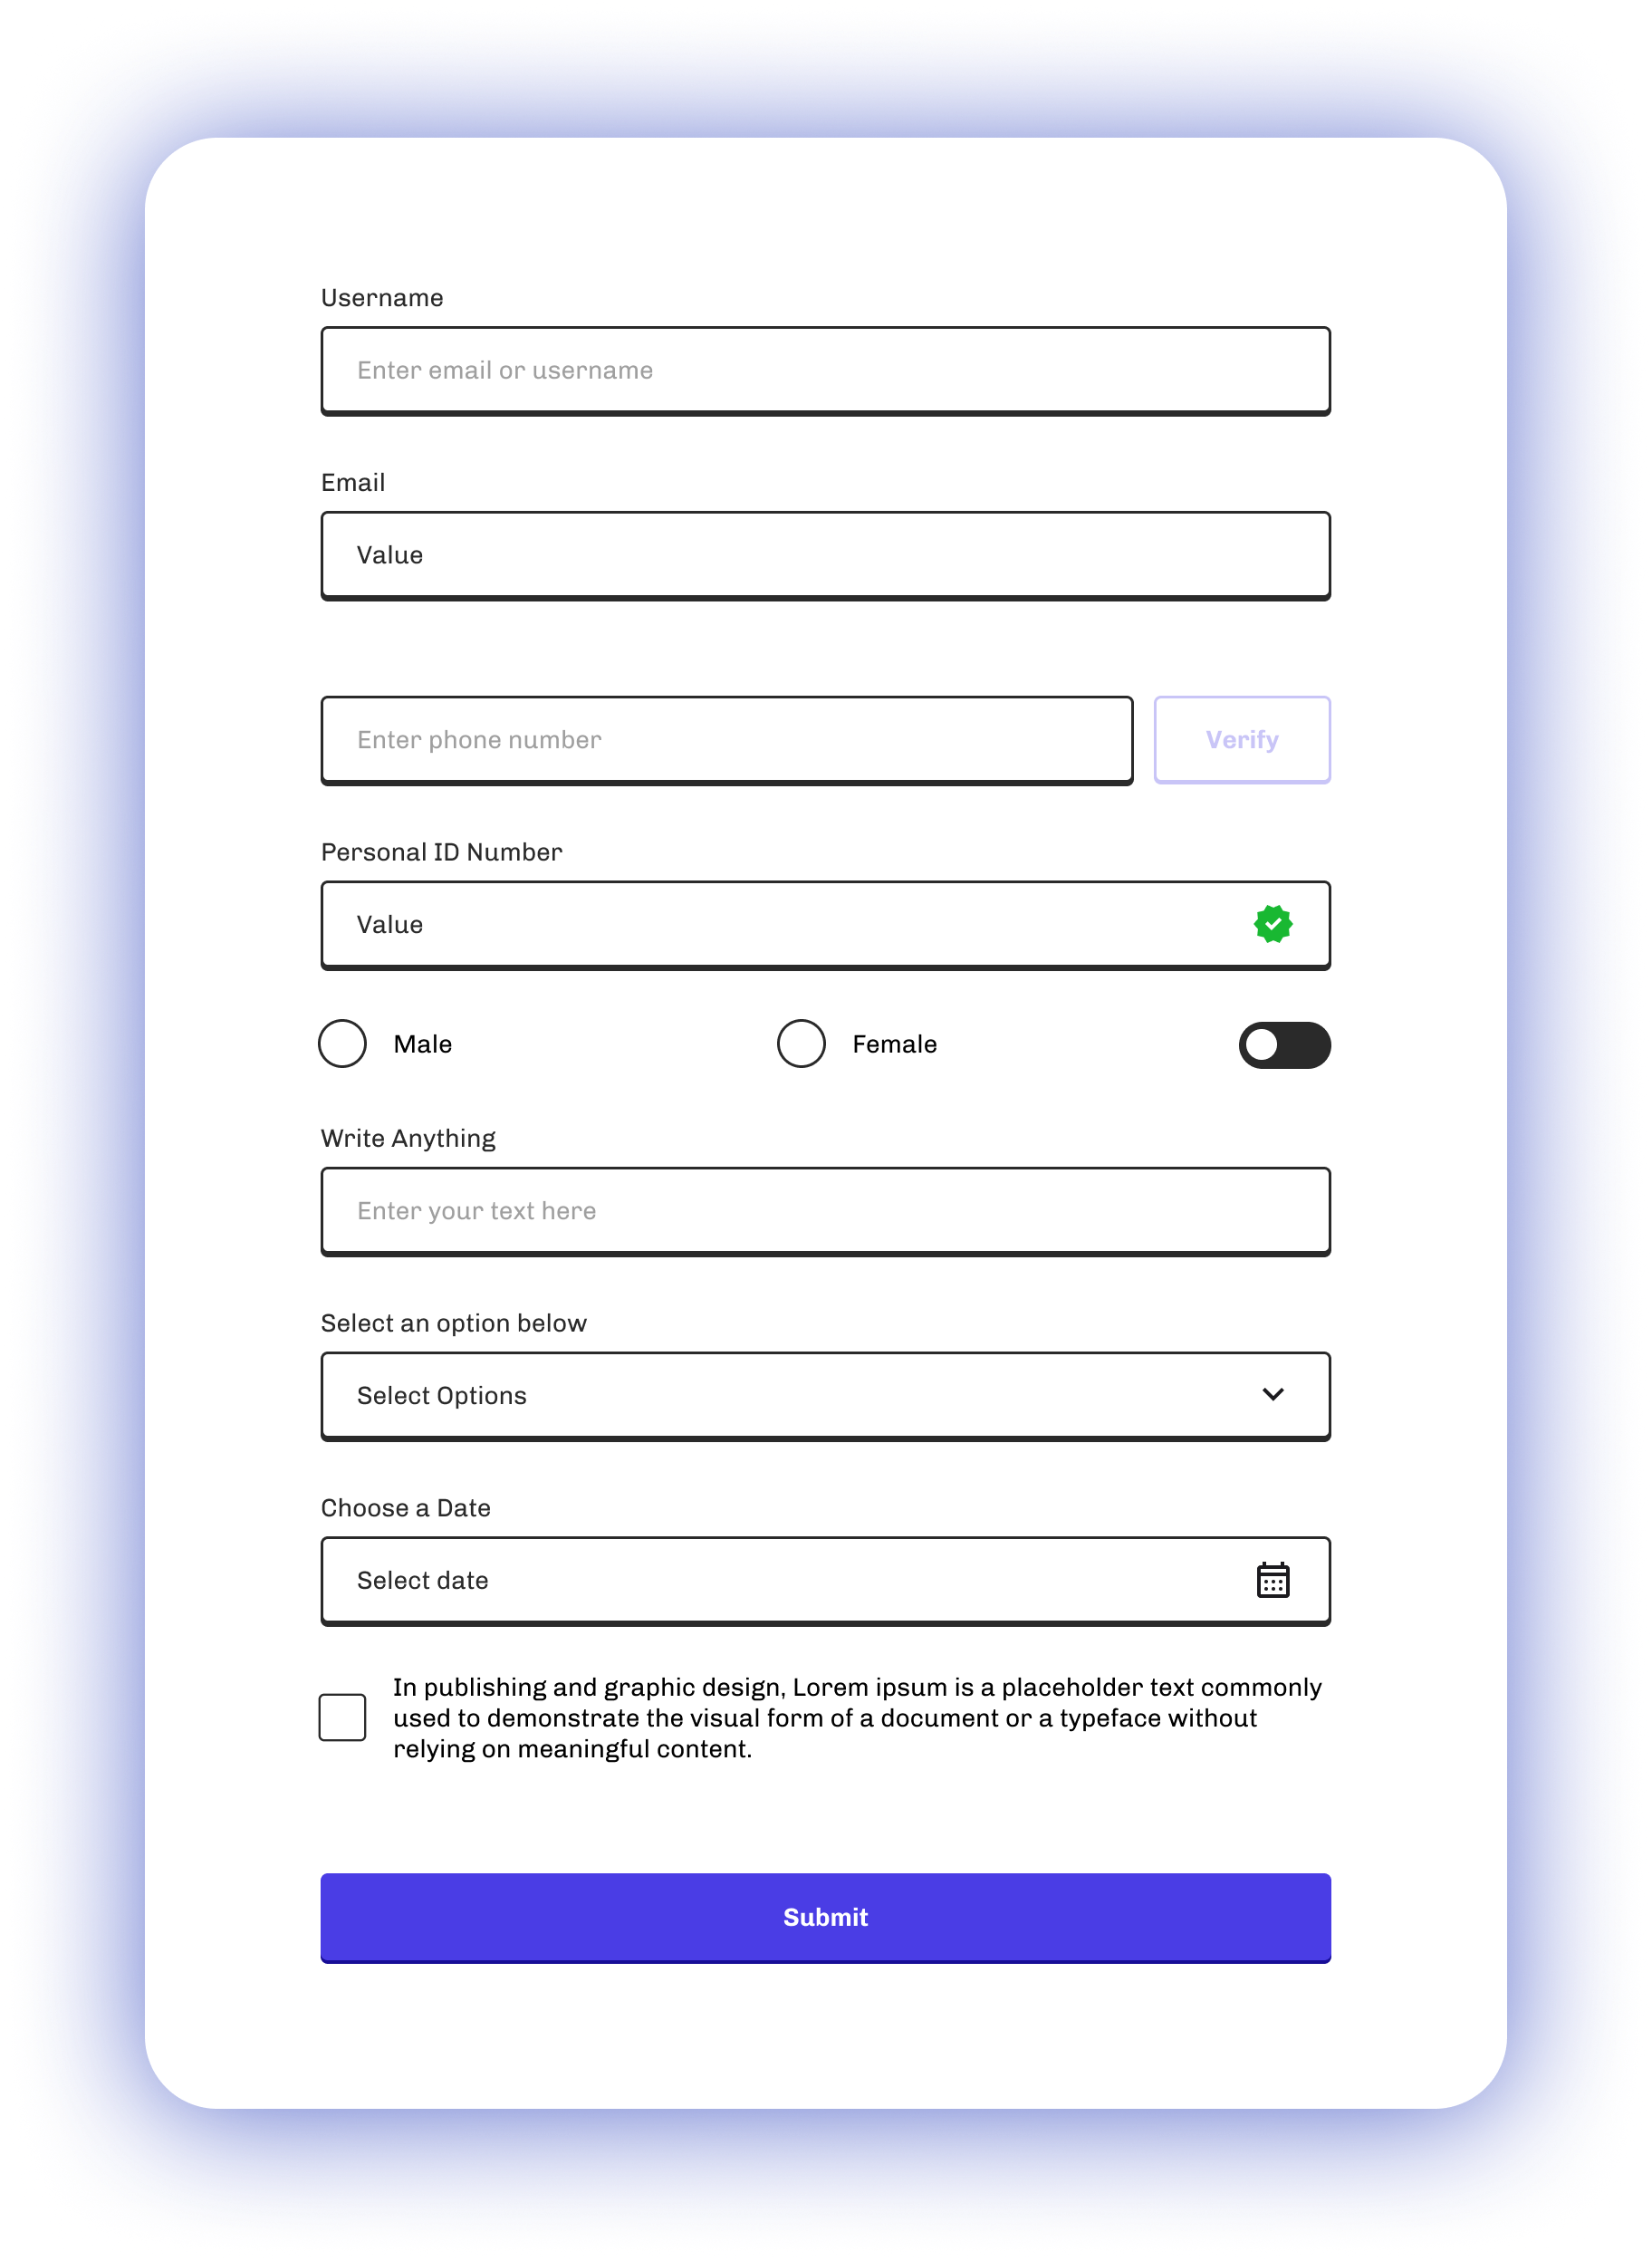 Username
Enter email or username
Email
Value
Enter phone number
Verify
Personal ID Number
Value
Male
Female
Write Anything
Enter your text here
Select an option below
Select Options
Choose a Date
Select date
In publishing and graphic design, Lorem ipsum is a placeholder text commonly
used to demonstrate the visual form of a document or a typeface without
relying on meaningful content.
Submit